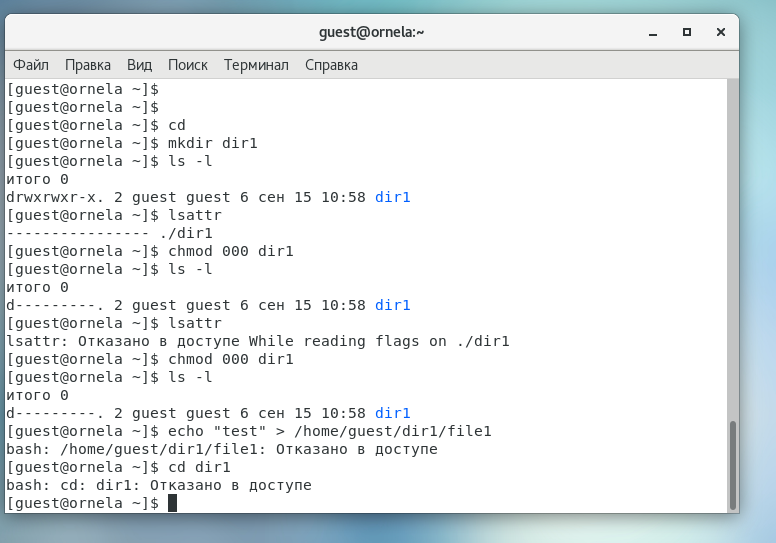 guest@ornela:~
Файл Правка Вид Поиск Терминал Справка
[guest@ornela ~]$
[guest@ornela ~]$
[guest@ornela ~]$ cd
[guest@ornela ~]$ mkdir dir1
[guest@ornela ~]$ ls -l
итого 0
drwxrwxr-x. 2 guest guest 6 сен 15 10:58 dir1
[guest@ornela ~]$ lsattr
---------------- ./dir1
[guest@ornela ~]$ chmod 000 dir1
[guest@ornela ~]$ ls -l
итого 0
d---------. 2 guest guest 6 сен 15 10:58 dir1
[guest@ornela ~]$ lsattr
lsattr: Отказано в доступе While reading flags on ./dir1
[guest@ornela ~]$ chmod 000 dir1
[guest@ornela ~]$ ls -l
итого 0
d---------. 2 guest guest 6 сен 15 10:58 dir1
[guest@ornela ~]$ echo "test" > /home/guest/dir1/file1
bash: /home/guest/dir1/file1: Отказано в доступе
[guest@ornela ~]$ cd dir1
bash: cd: dir1: Отказано в доступе
[guest@ornela ~]$